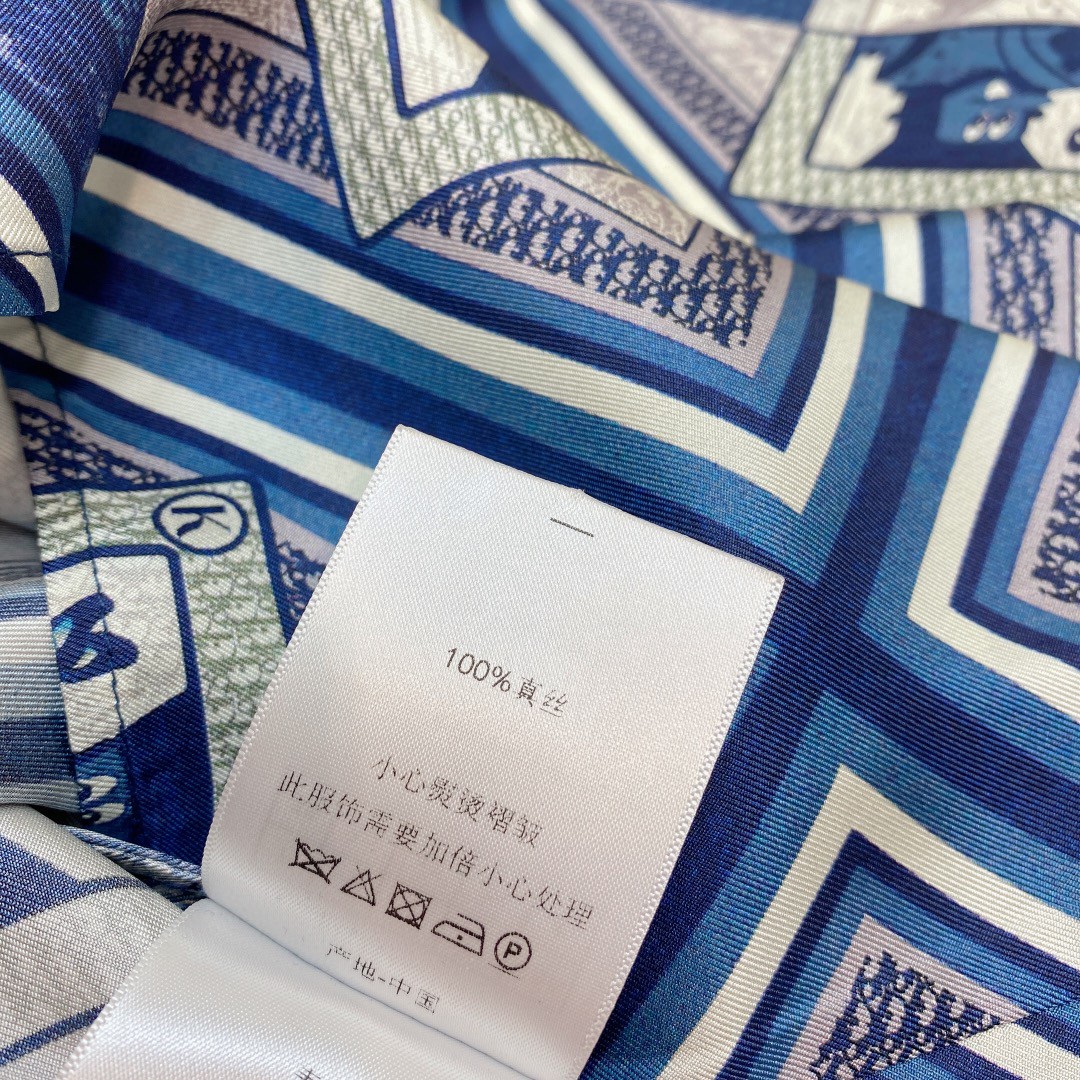 K
100%真丝
小心熨烫褶皱
此服饰需要加倍小心处理
P
产地-中国